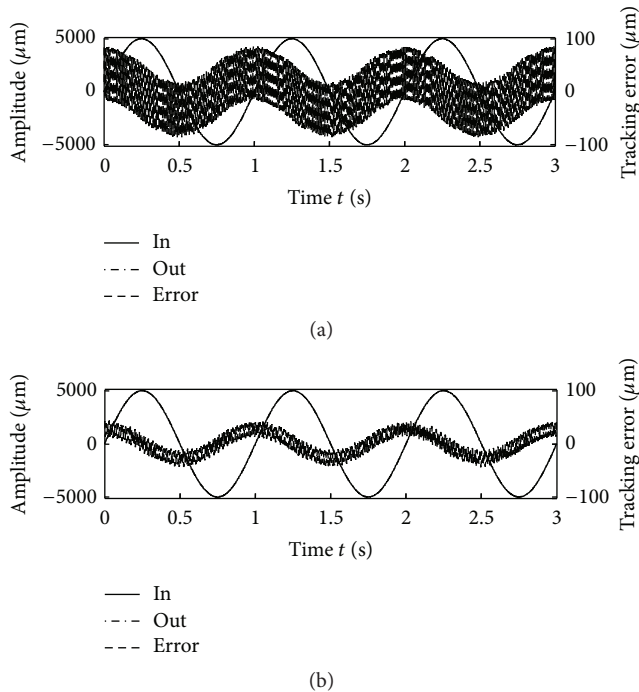 Amplitude (μm)
5000
0
−5000
100
0
−100
Tracking error (μm)
0 0.5 1 1.5 2 2.5 3
Time t (s)
In
Out
Error
(a)
Amplitude (μm)
5000
0
−5000
100
0
−100
Tracking error (μm)
0 0.5 1 1.5 2 2.5 3
Time t (s)
In
Out
Error
(b)